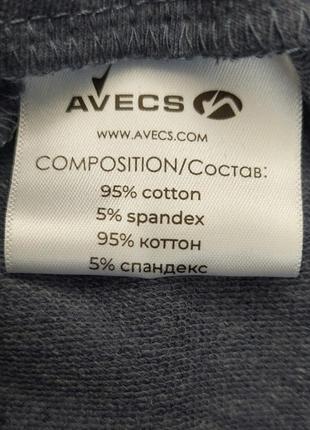 AVECS
WWW.AVECS.COM
COMPOSITION/Состав:
95% cotton
5% spandex
95% коттон
5% спандекс